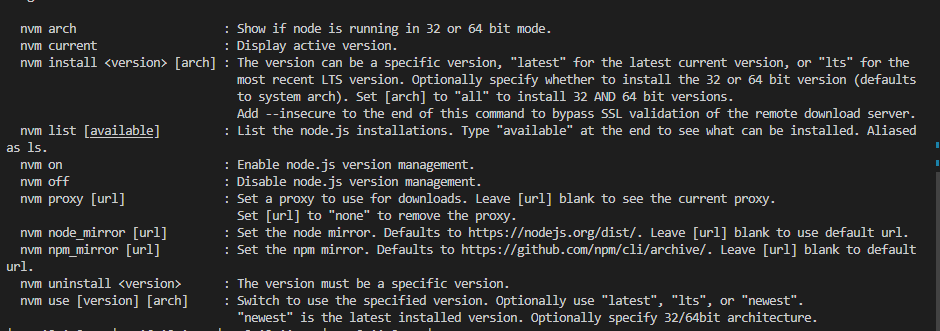 nvm arch : Show if node is running in 32 or 64 bit mode.
nvm current : Display active version.
nvm install <version> [arch] : The version can be a specific version, "latest" for the latest current version, or "lts" for the
most recent LTS version. Optionally specify whether to install the 32 or 64 bit version (defaults
to system arch). Set [arch] to "all" to install 32 AND 64 bit versions.
Add --insecure to the end of this command to bypass SSL validation of the remote download server.
nvm list [available] : List the node.js installations. Type "available" at the end to see what can be installed. Aliased
as ls.
nvm on : Enable node.js version management.
nvm off : Disable node.js version management.
nvm proxy [url] : Set a proxy to use for downloads. Leave [url] blank to see the current proxy.
Set [url] to "none" to remove the proxy.
nvm node_mirror [url] : Set the node mirror. Defaults to https://nodejs.org/dist/. Leave [url] blank to use default url.
nvm npm_mirror [url] : Set the npm mirror. Defaults to https://github.com/npm/cli/archive/. Leave [url] blank to default
url.
nvm uninstall <version> : The version must be a specific version.
nvm use [version] [arch] : Switch to use the specified version. Optionally use "latest", "lts", or "newest".
"newest" is the latest installed version. Optionally specify 32/64bit architecture.